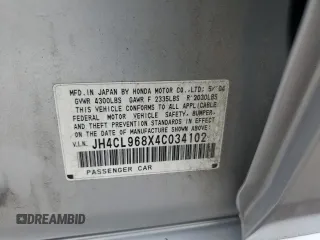 MFD. IN JAPAN BY HONDA MOTOR CO., LTD. 5/04
GVWR 4300LBS GAWR F 2335LBS R 2030LBS
THIS VEHICLE CONFORMS TO ALL APPLICABLE
FEDERAL MOTOR VEHICLE SAFETY, BUMPER,
AND THEFT PREVENTION STANDARDS IN
EFFECT ON THE DATE OF MANUFACTURE
SHOWN ABOVE.
V.I.N. JH4CL968X4C034102
PASSENGER CAR
DREAMBID